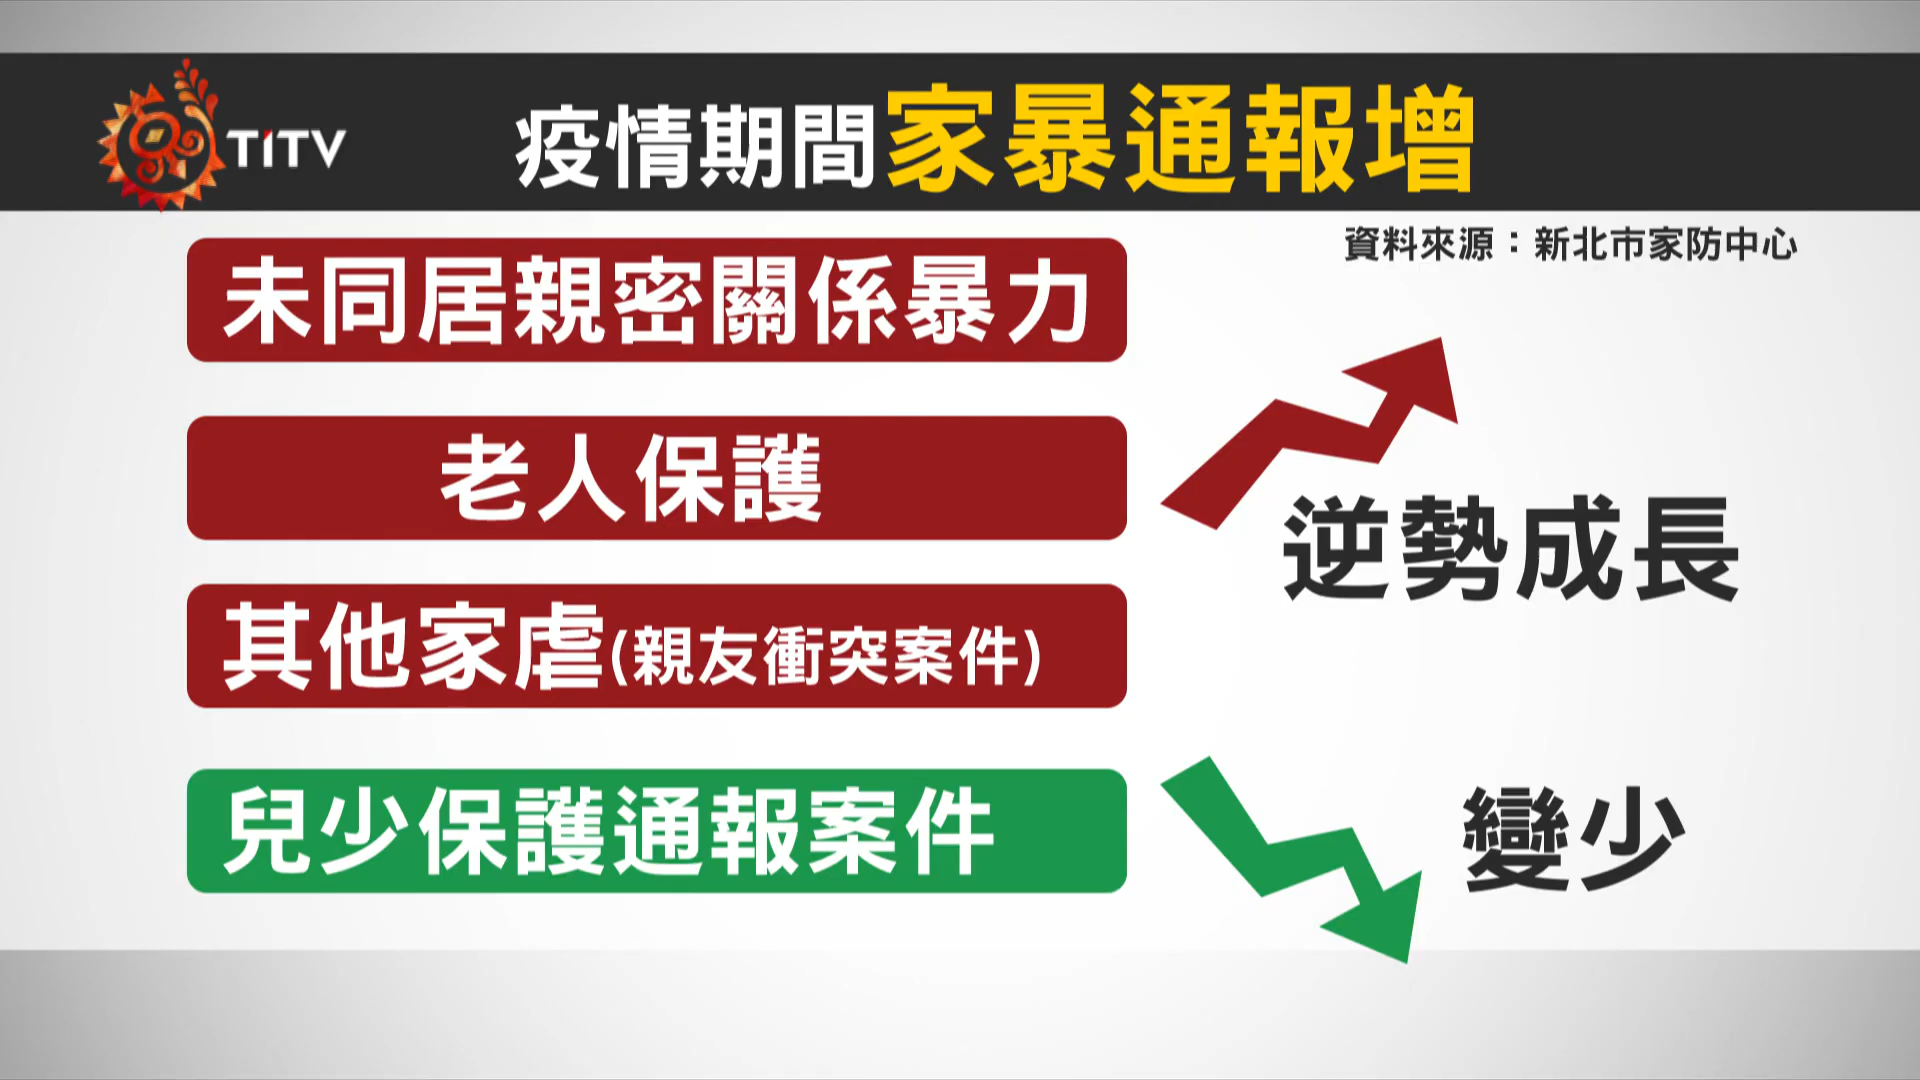 TiTV
疫情期間家暴通報增
資料來源：新北市家防中心
未同居親密關係暴力
老人保護
其他家虐(親友衝突案件)
逆勢成長
兒少保護通報案件
變少